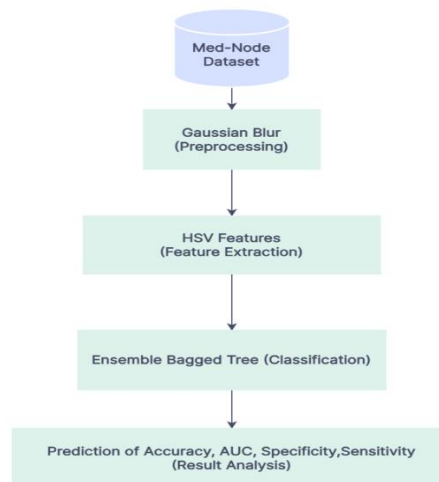 Med-Node
Dataset
Gaussian Blur
(Preprocessing)
HSV Features
(Feature Extraction)
Ensemble Bagged Tree (Classification)
Prediction of Accuracy, AUC, Specificity,Sensitivity
(Result Analysis)